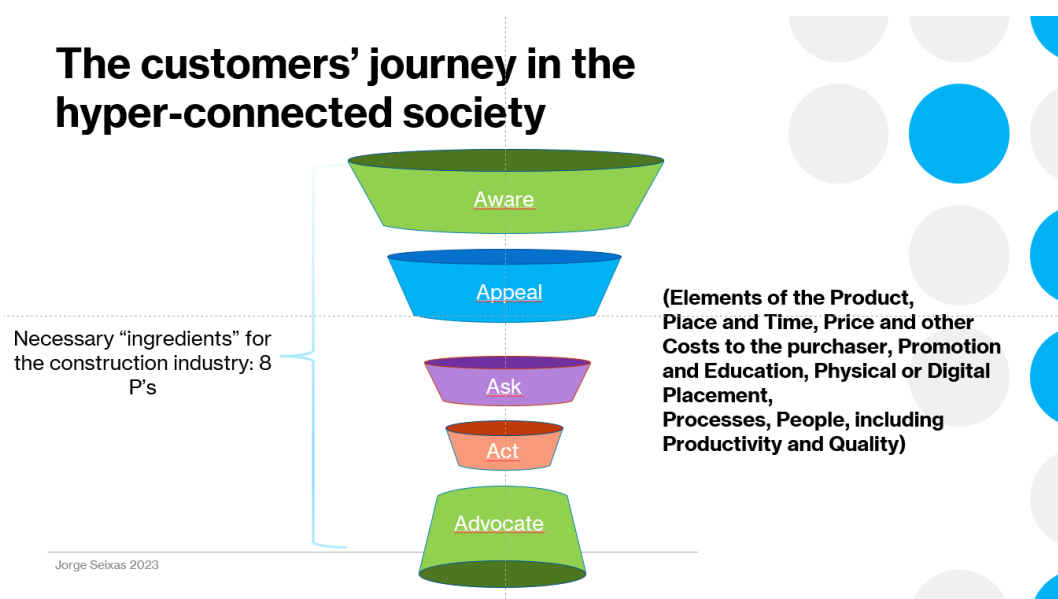 The customers’ journey in the
hyper-connected society
Aware
Appeal
Ask
Act
Advocate
Necessary “ingredients” for
the construction industry: 8
P’s
(Elements of the Product,
Place and Time, Price and other
Costs to the purchaser, Promotion
and Education, Physical or Digital
Placement,
Processes, People, including
Productivity and Quality)
Jorge Seixas 2023